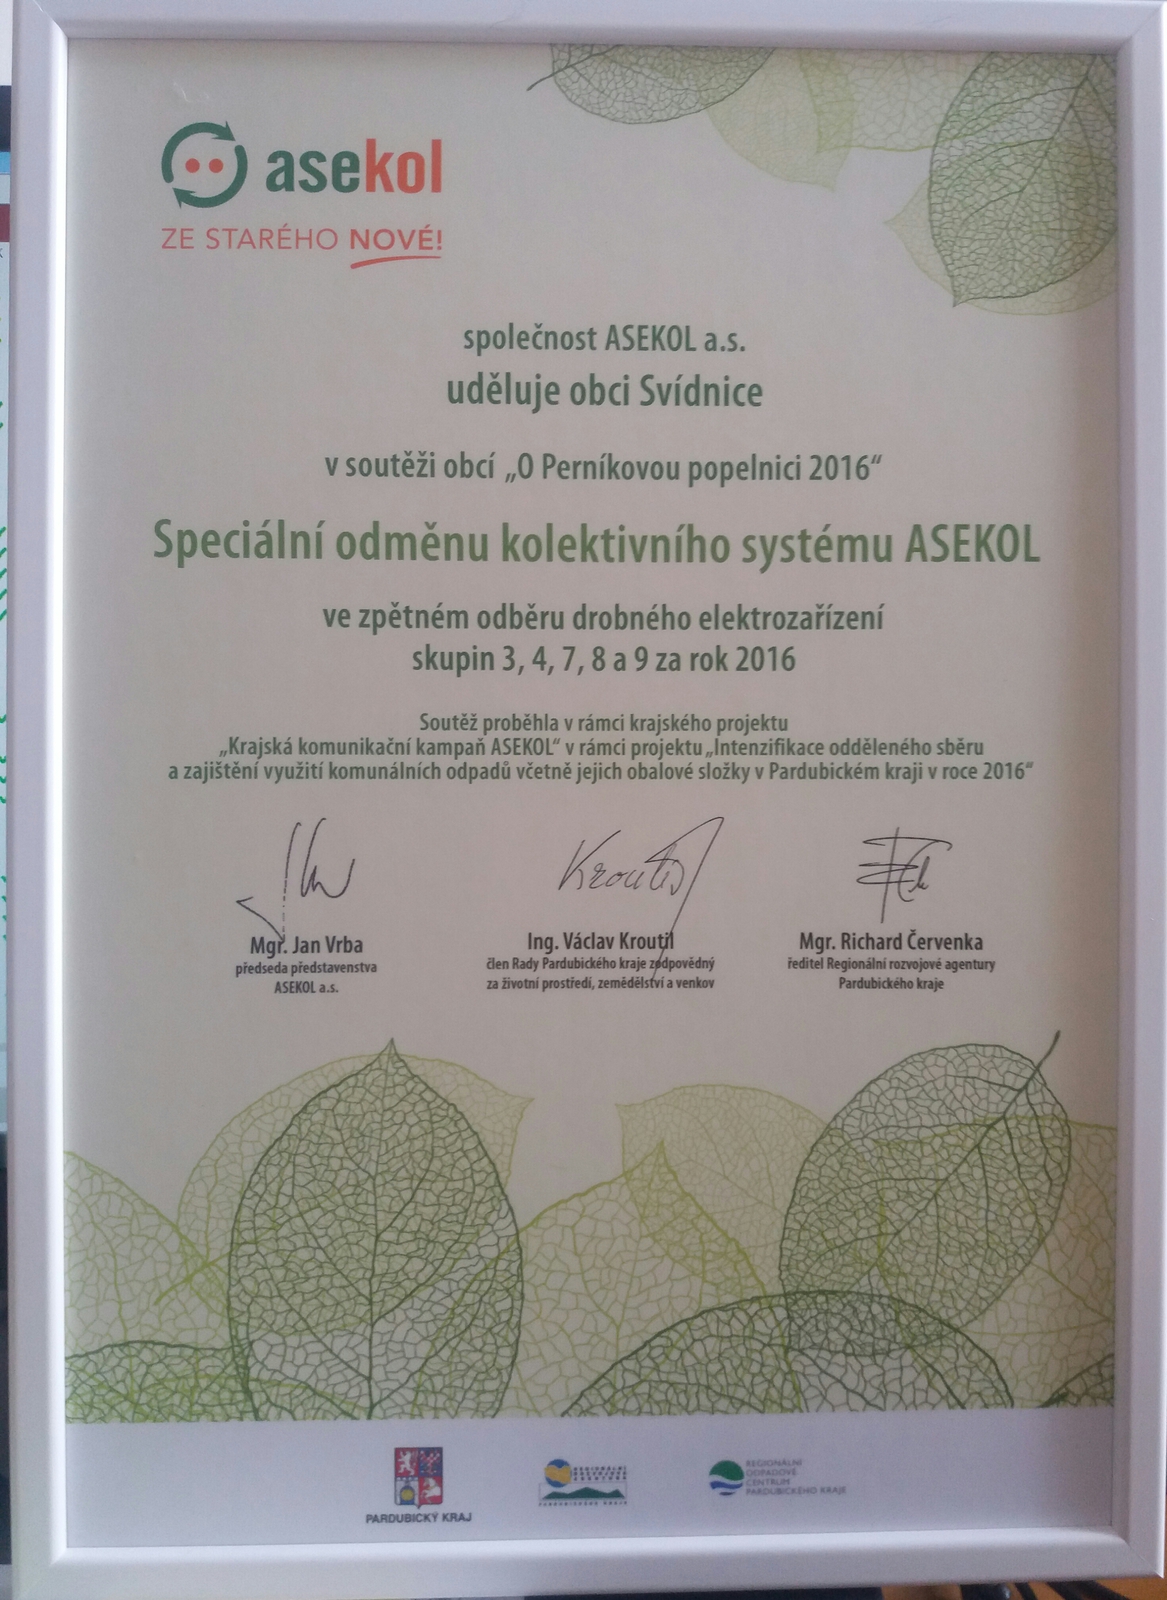 asekol
ZE STARÉHO NOVÉ!
společnost ASEKOL a.s.
uděluje obci Svídnice
v soutěži obcí „O Perníkovou popelnici 2016“
Speciální odměnu kolektivního systému ASEKOL
ve zpětném odběru drobného elektrozařízení
skupin 3, 4, 7, 8 a 9 za rok 2016
Soutěž proběhla v rámci krajského projektu
„Krajská komunikační kampaň ASEKOL“ v rámci projektu „Intenzifikace odděleného sběru
a zajištění využití komunálních odpadů včetně jejich obalové složky v Pardubickém kraji v roce 2016“
Kroutil
Mgr. Jan Vrba
předseda představenstva
ASEKOL a.s.
Ing. Václav Kroutil
člen Rady Pardubického kraje zodpovědný
za životní prostředí, zemědělství a venkov
Mgr. Richard Červenka
ředitel Regionální rozvojové agentury
Pardubického kraje
PARDUBICKÝ KRAJ
REGIONÁLNÍ
PARDUBICKÉHO KRAJE
REGIONÁLNÍ
ODPADOVÉ
CENTRUM
PARDUBICKÉHO KRAJE